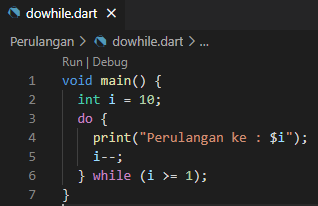 dowhile.dart
Perulangan > dowhile.dart > ...
Run | Debug
1 void main() {
2 int i = 10;
3 do {
4 print("Perulangan ke : $i");
5 i--;
6 } while (i >= 1);
7 }